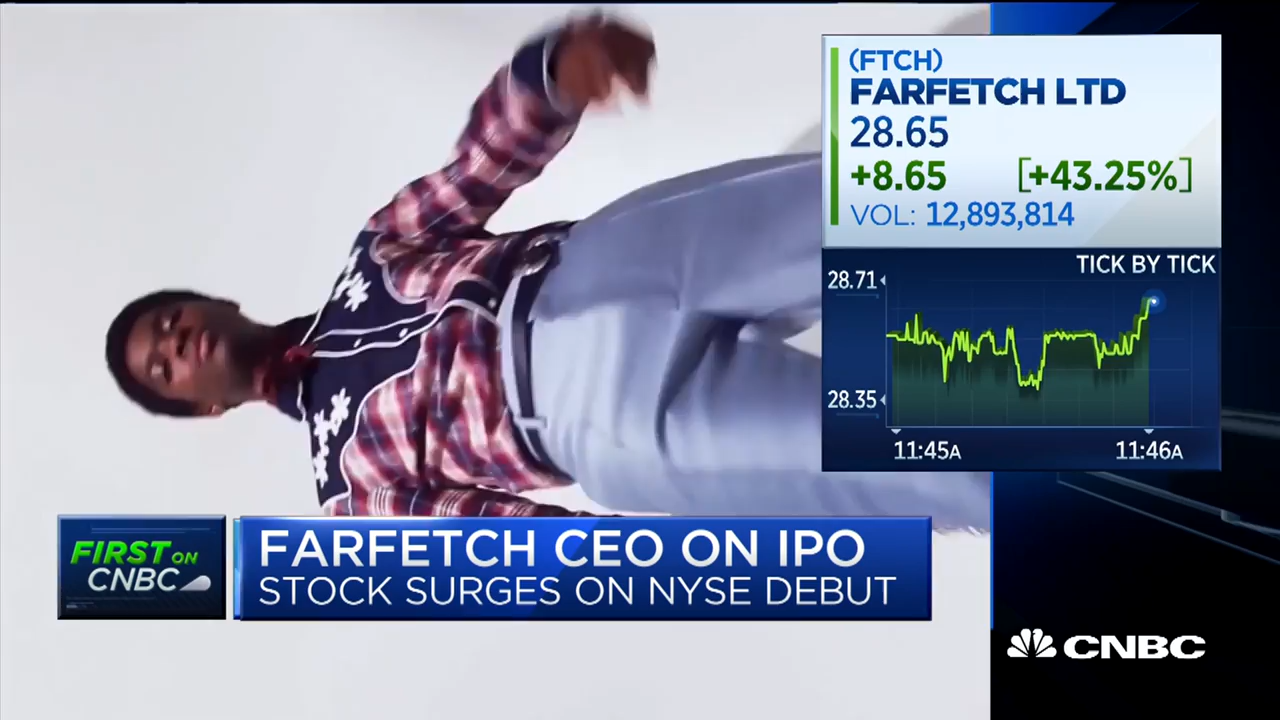 (FTCH)
FARFETCH LTD
28.65
+8.65 [+43.25%]
VOL: 12,893,814
TICK BY TICK
28.71
28.35
11:45A 11:46A
FIRST ON
CNBC
FARFETCH CEO ON IPO
STOCK SURGES ON NYSE DEBUT
CNBC